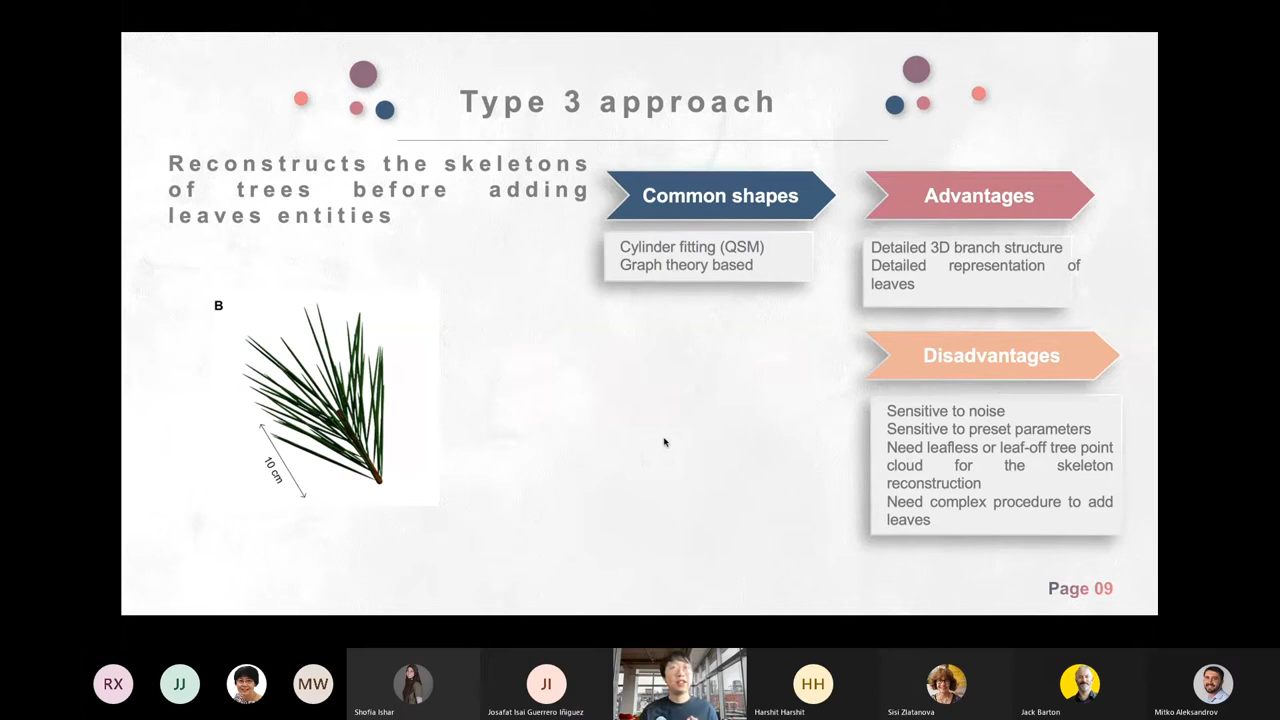 Type 3 approach
Reconstructs the skeletons
of trees before adding
leaves entities
Common shapes
Cylinder fitting (QSM)
Graph theory based
Advantages
Detailed 3D branch structure
Detailed representation of
leaves
B
10 cm
Disadvantages
Sensitive to noise
Sensitive to preset parameters
Need leafless or leaf-off tree point
cloud for the skeleton
reconstruction
Need complex procedure to add
leaves
Page 09
RX
JJ
MW
JI
HH
Shofia Ishar
Josafat Isai Guerrero Iñiguez
Harshit Harshit
Sisi Zlatanova
Jack Barton
Mitko Aleksandrov